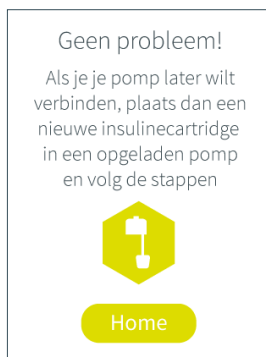 Geen probleem!
Als je je pomp later wilt
verbinden, plaats dan een
nieuwe insulinecartridge
in een opgeladen pomp
en volg de stappen
Home